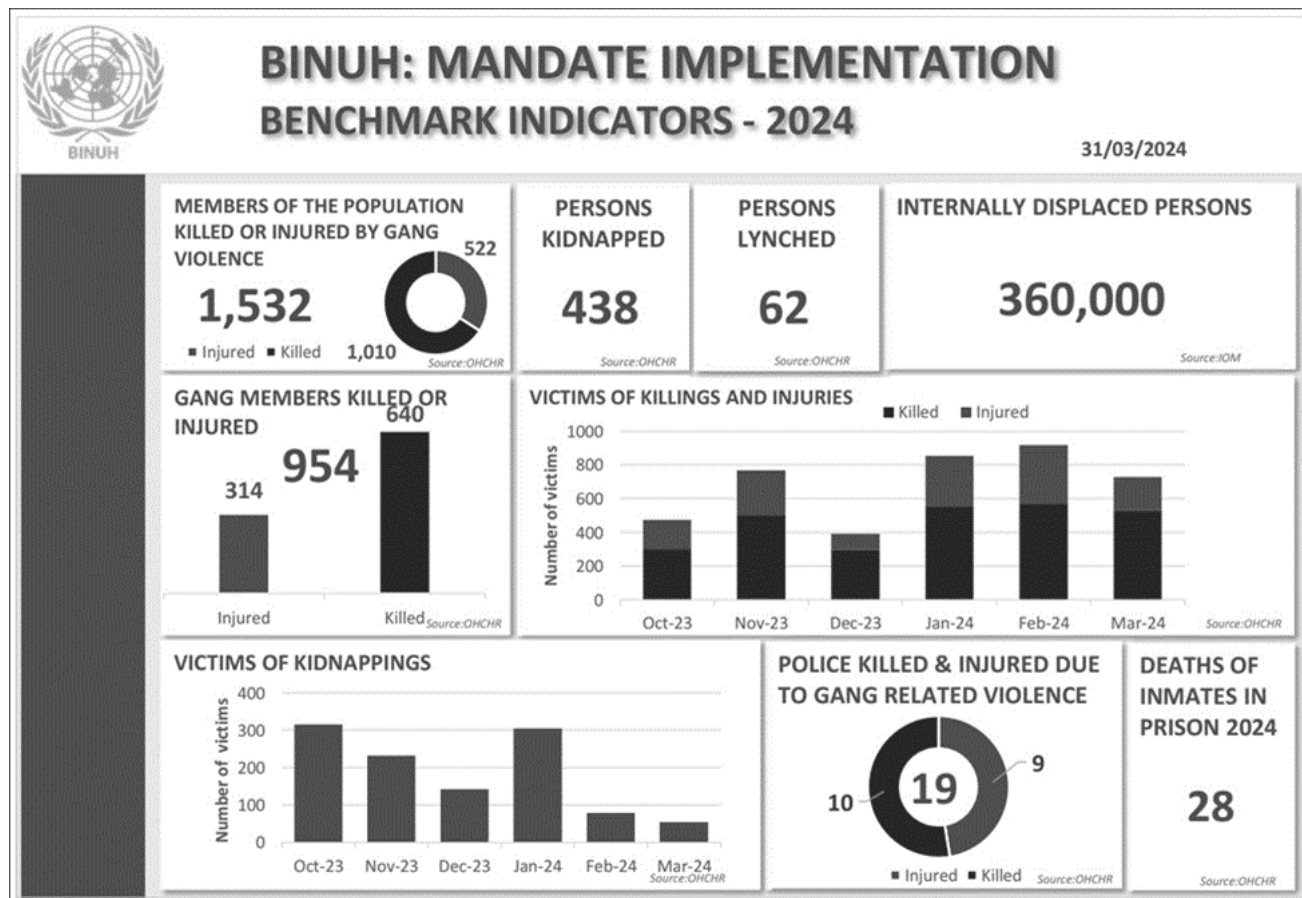 BINUH
BINUH: MANDATE IMPLEMENTATION
BENCHMARK INDICATORS - 2024
31/03/2024
MEMBERS OF THE POPULATION
KILLED OR INJURED BY GANG
VIOLENCE
522
1,532
Injured Killed
1,010
Source:OHCHR
PERSONS
KIDNAPPED
438
Source:OHCHR
PERSONS
LYNCHED
62
Source:OHCHR
INTERNALLY DISPLACED PERSONS
360,000
Source:IOM
GANG MEMBERS KILLED OR
INJURED
640
954
314
Injured
Killed
Source:OHCHR
VICTIMS OF KILLINGS AND INJURIES
Killed Injured
Number of victims
1000
800
600
400
200
0
Oct-23 Nov-23 Dec-23 Jan-24 Feb-24 Mar-24
Source:OHCHR
VICTIMS OF KIDNAPPINGS
Number of victims
400
300
200
100
0
Oct-23 Nov-23 Dec-23 Jan-24 Feb-24 Mar-24
Source:OHCHR
POLICE KILLED & INJURED DUE
TO GANG RELATED VIOLENCE
9
19
10
Injured Killed
Source:OHCHR
DEATHS OF
INMATES IN
PRISON 2024
28
Source:OHCHR